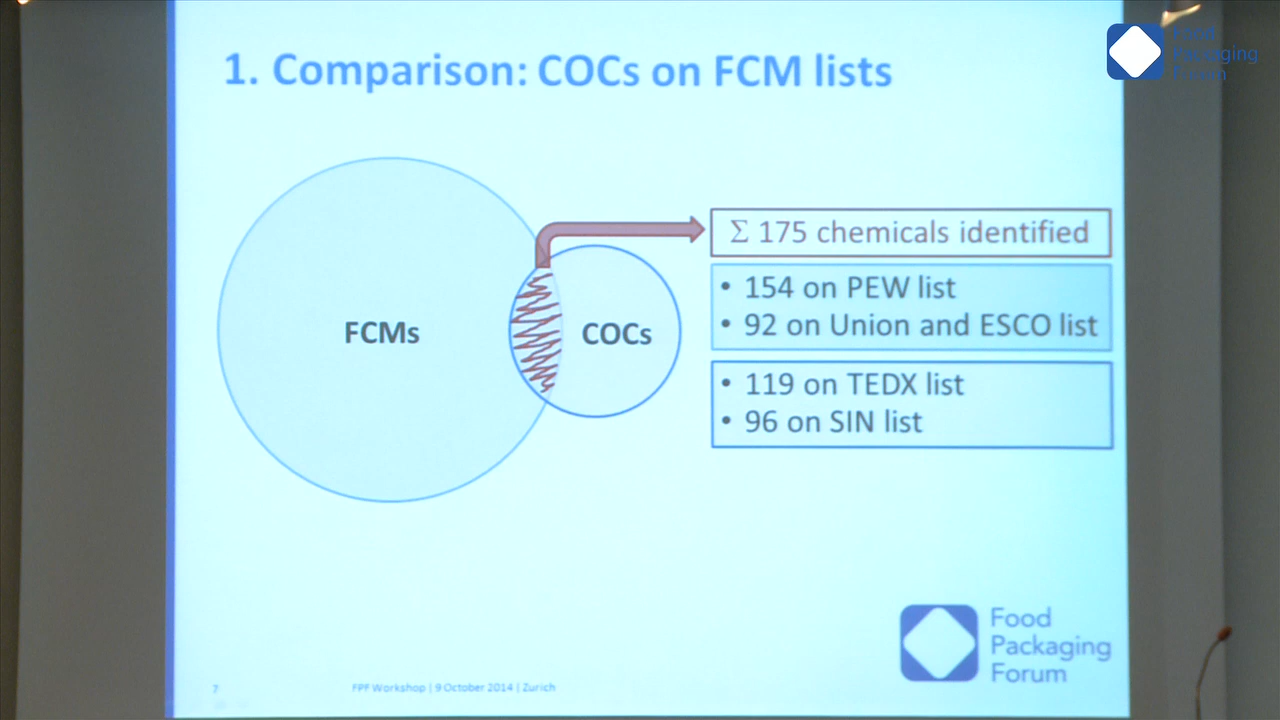 1. Comparison: COCs on FCM lists
Food
Packaging
Forum
Σ 175 chemicals identified
• 154 on PEW list
• 92 on Union and ESCO list
FCMs
COCs
• 119 on TEDX list
• 96 on SIN list
Food
Packaging
Forum
7
FPF Workshop | 9 October 2014 | Zurich